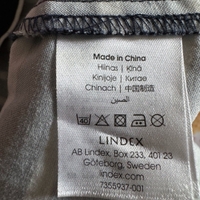 Made in China
Hiinas | Ķīnā
Kinijoje | Китае
Chinach | 中国制造
الصين
LINDEX
AB Lindex, Box 233, 401 23
Göteborg, Sweden
lindex.com
7355937-001